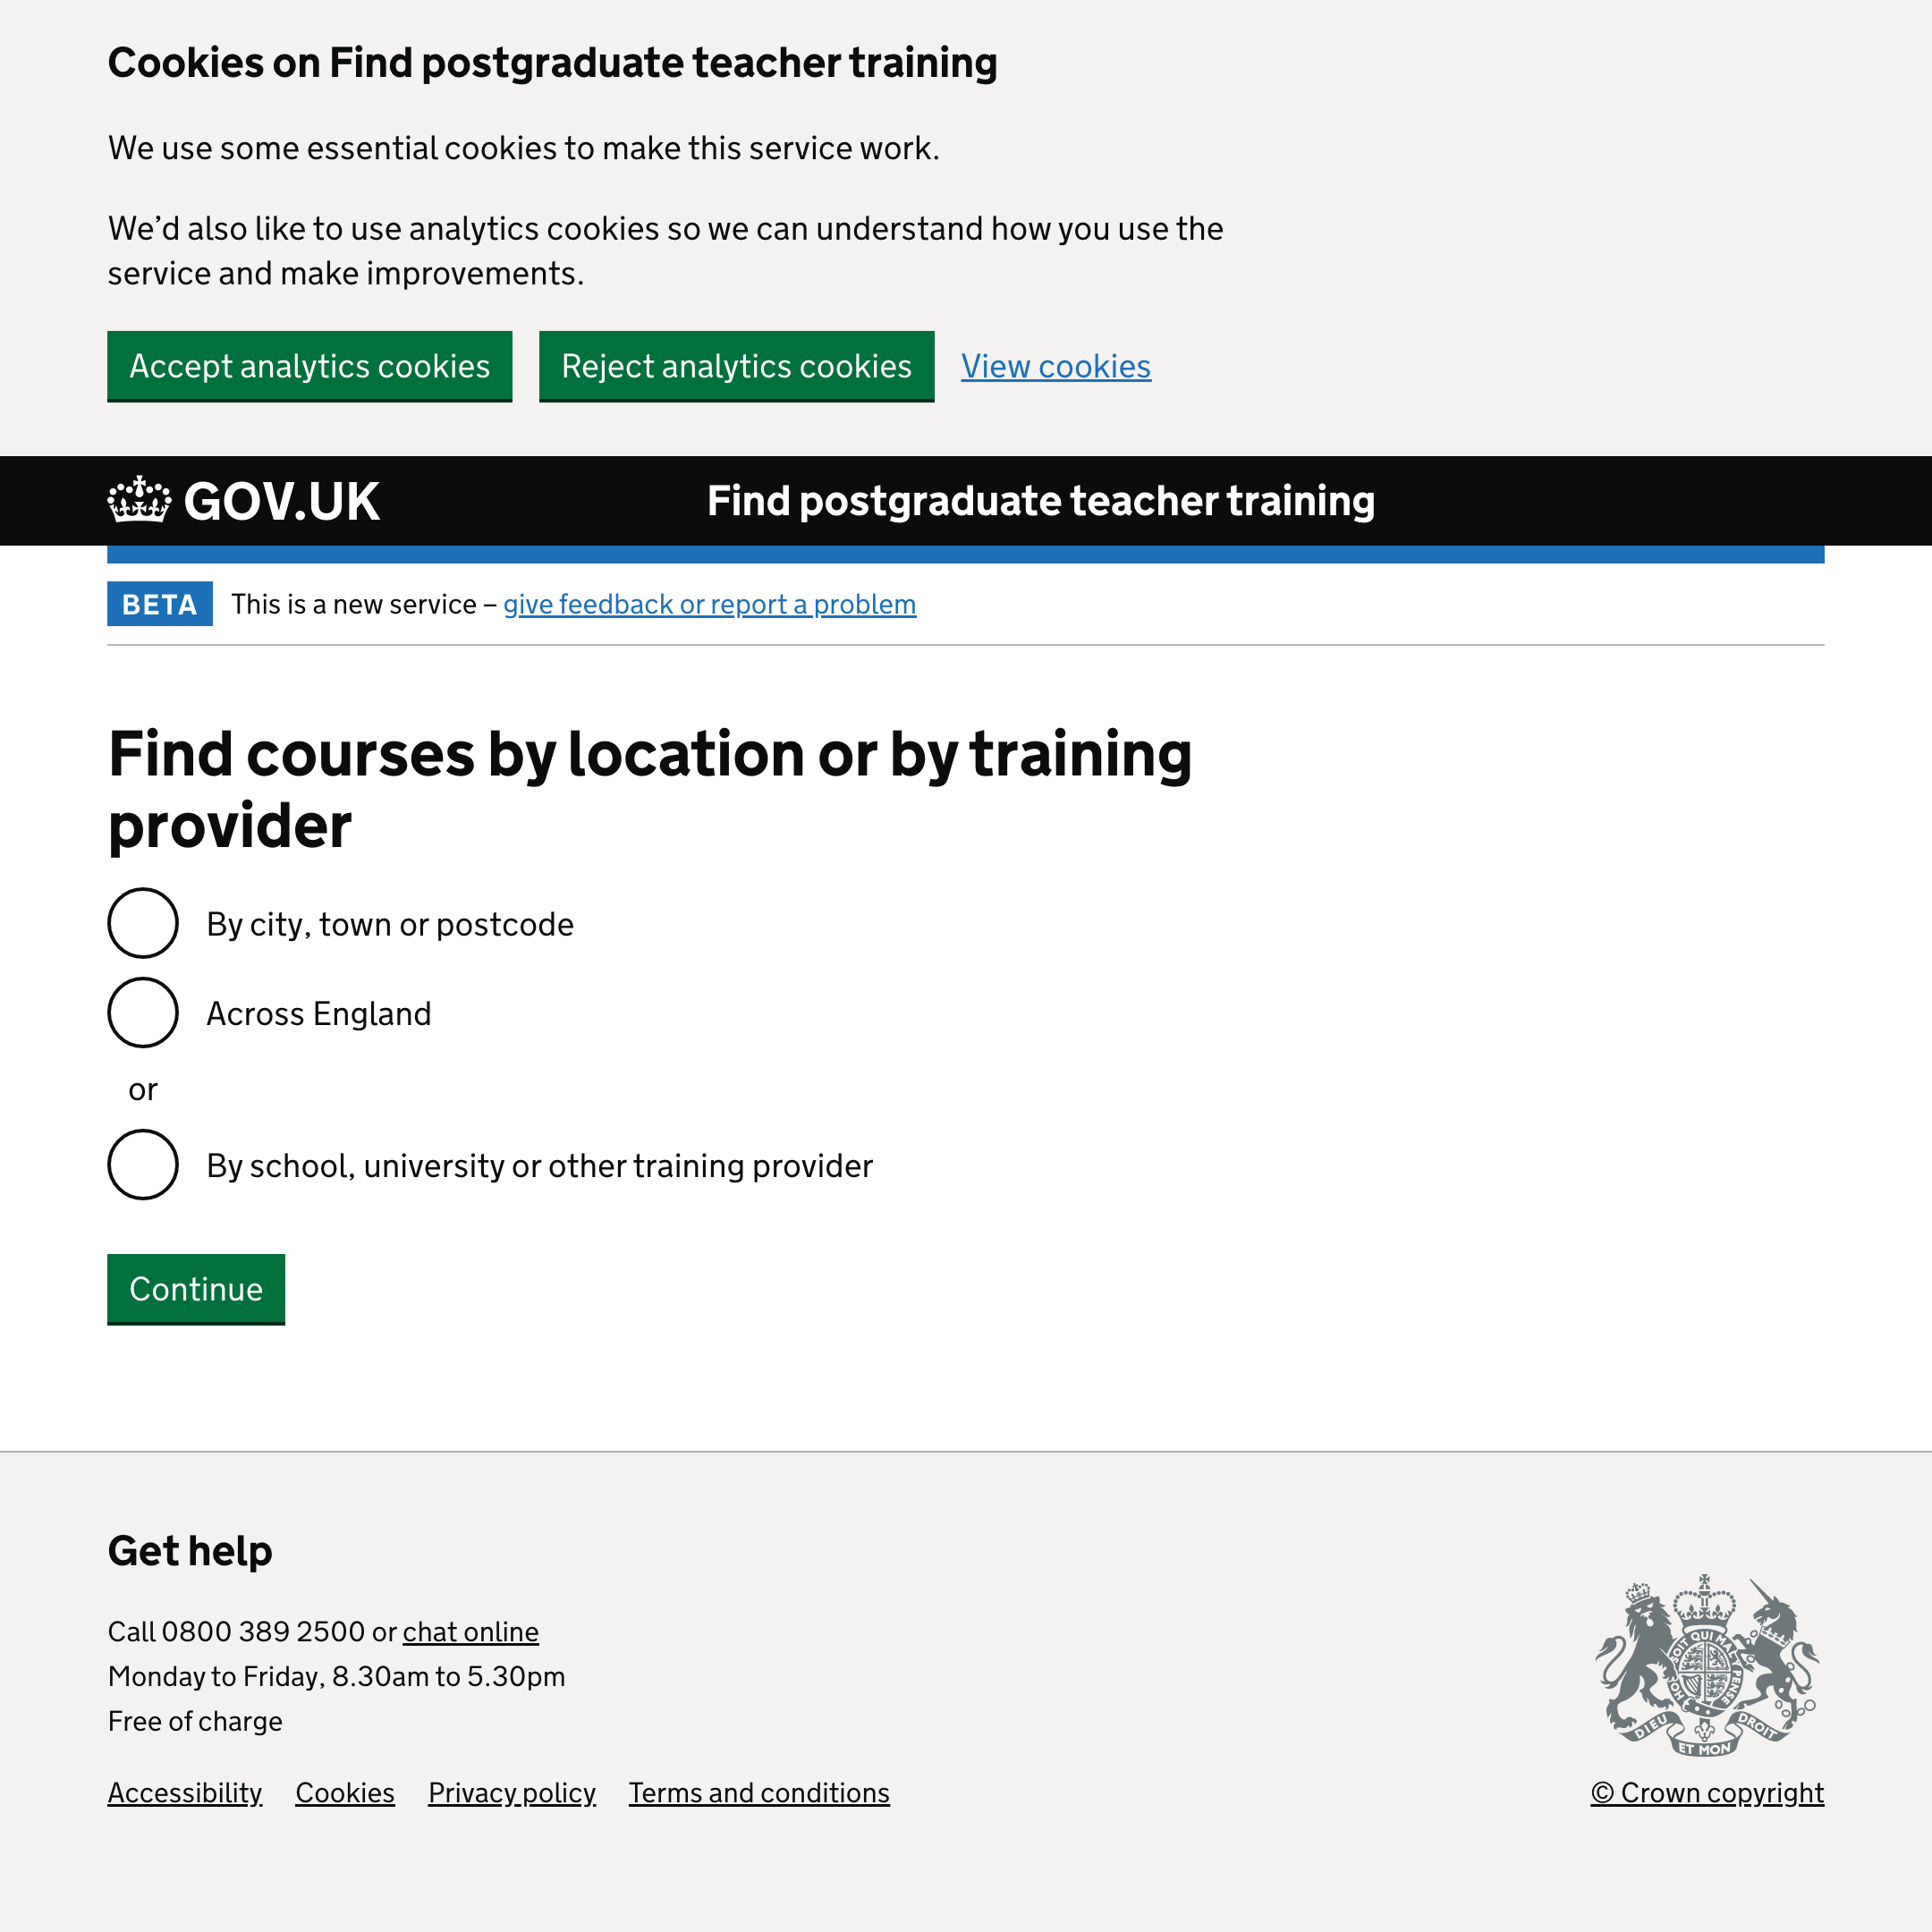 Cookies on Find postgraduate teacher training
We use some essential cookies to make this service work.
We’d also like to use analytics cookies so we can understand how you use the
service and make improvements.
Accept analytics cookies Reject analytics cookies View cookies
GOV.UK Find postgraduate teacher training
BETA This is a new service – give feedback or report a problem
Find courses by location or by training
provider
By city, town or postcode
Across England
or
By school, university or other training provider
Continue
Get help
Call 0800 389 2500 or chat online
Monday to Friday, 8.30am to 5.30pm
Free of charge
DIEU ET MON DROIT
Accessibility Cookies Privacy policy Terms and conditions
© Crown copyright